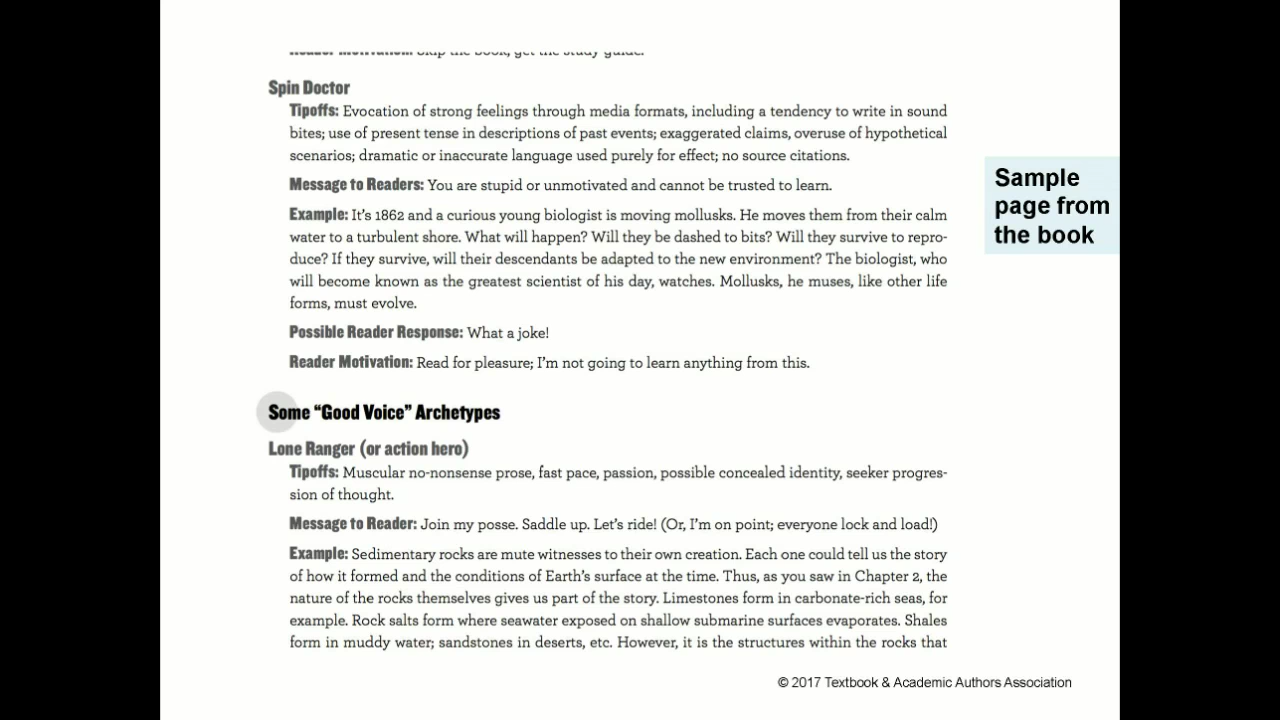 Reader Motivation: Skip the book, get the study guide.
Spin Doctor
Tipoffs: Evocation of strong feelings through media formats, including a tendency to write in sound
bites; use of present tense in descriptions of past events; exaggerated claims, overuse of hypothetical
scenarios; dramatic or inaccurate language used purely for effect; no source citations.
Message to Readers: You are stupid or unmotivated and cannot be trusted to learn.
Example: It’s 1862 and a curious young biologist is moving mollusks. He moves them from their calm
water to a turbulent shore. What will happen? Will they be dashed to bits? Will they survive to repro-
duce? If they survive, will their descendants be adapted to the new environment? The biologist, who
will become known as the greatest scientist of his day, watches. Mollusks, he muses, like other life
forms, must evolve.
Possible Reader Response: What a joke!
Reader Motivation: Read for pleasure; I’m not going to learn anything from this.
Some “Good Voice” Archetypes
Lone Ranger (or action hero)
Tipoffs: Muscular no-nonsense prose, fast pace, passion, possible concealed identity, seeker progres-
sion of thought.
Message to Reader: Join my posse. Saddle up. Let’s ride! (Or, I’m on point; everyone lock and load!)
Example: Sedimentary rocks are mute witnesses to their own creation. Each one could tell us the story
of how it formed and the conditions of Earth’s surface at the time. Thus, as you saw in Chapter 2, the
nature of the rocks themselves gives us part of the story. Limestones form in carbonate-rich seas, for
example. Rock salts form where seawater exposed on shallow submarine surfaces evaporates. Shales
form in muddy water; sandstones in deserts, etc. However, it is the structures within the rocks that
Sample
page from
the book
© 2017 Textbook & Academic Authors Association